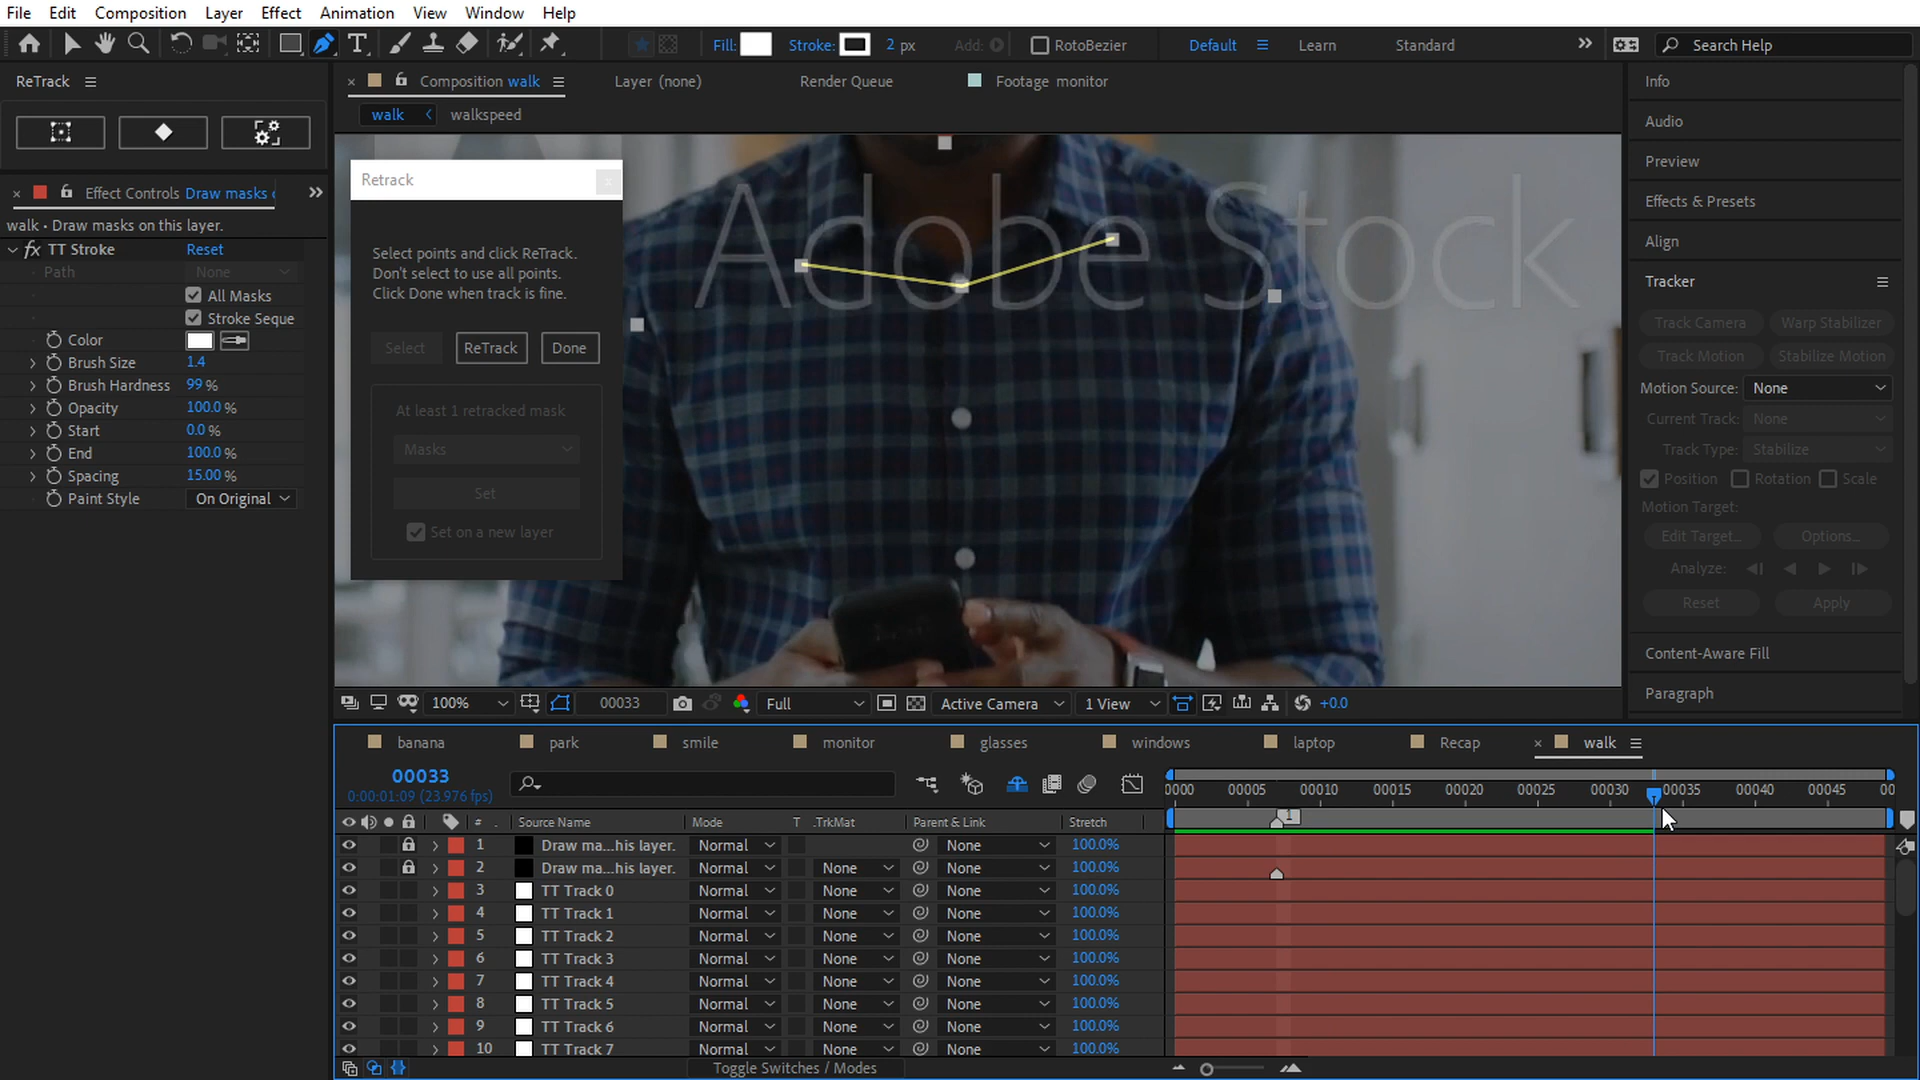 File Edit Composition Layer Effect Animation View Window Help
Fill: Stroke: 2 px Add: RotoBezier Default Learn Standard Search Help
ReTrack
Composition walk Layer (none) Render Queue Footage monitor
walk walkspeed
Effect Controls Draw masks
walk • Draw masks on this layer.
fx TT Stroke Reset
Path None
All Masks
Stroke Seque
Color
Brush Size 1.4
Brush Hardness 99 %
Opacity 100.0 %
Start 0.0 %
End 100.0 %
Spacing 15.00 %
Paint Style On Original
Retrack
Select points and click ReTrack.
Don't select to use all points.
Click Done when track is fine.
Select ReTrack Done
At least 1 retracked mask
Masks
Set
Set on a new layer
Adobe Stock
Info
Audio
Preview
Effects & Presets
Align
Tracker
Track Camera Warp Stabilizer
Track Motion Stabilize Motion
Motion Source: None
Current Track: None
Track Type: Stabilize
Position Rotation Scale
Motion Target:
Edit Target... Options...
Analyze:
Reset Apply
Content-Aware Fill
Paragraph
100% 00033 Full Active Camera 1 View +0.0
banana park smile monitor glasses windows laptop Recap walk
00033
0:00:01:09 (23.976 fps)
0000 00005 00010 00015 00020 00025 00030 00035 00040 00045 00
1
# . Source Name Mode T .TrkMat Parent & Link Stretch
1 Draw ma...his layer. Normal None 100.0%
2 Draw ma...his layer. Normal None None 100.0%
3 TT Track 0 Normal None None 100.0%
4 TT Track 1 Normal None None 100.0%
5 TT Track 2 Normal None None 100.0%
6 TT Track 3 Normal None None 100.0%
7 TT Track 4 Normal None None 100.0%
8 TT Track 5 Normal None None 100.0%
9 TT Track 6 Normal None None 100.0%
10 TT Track 7 Normal None None 100.0%
Toggle Switches / Modes